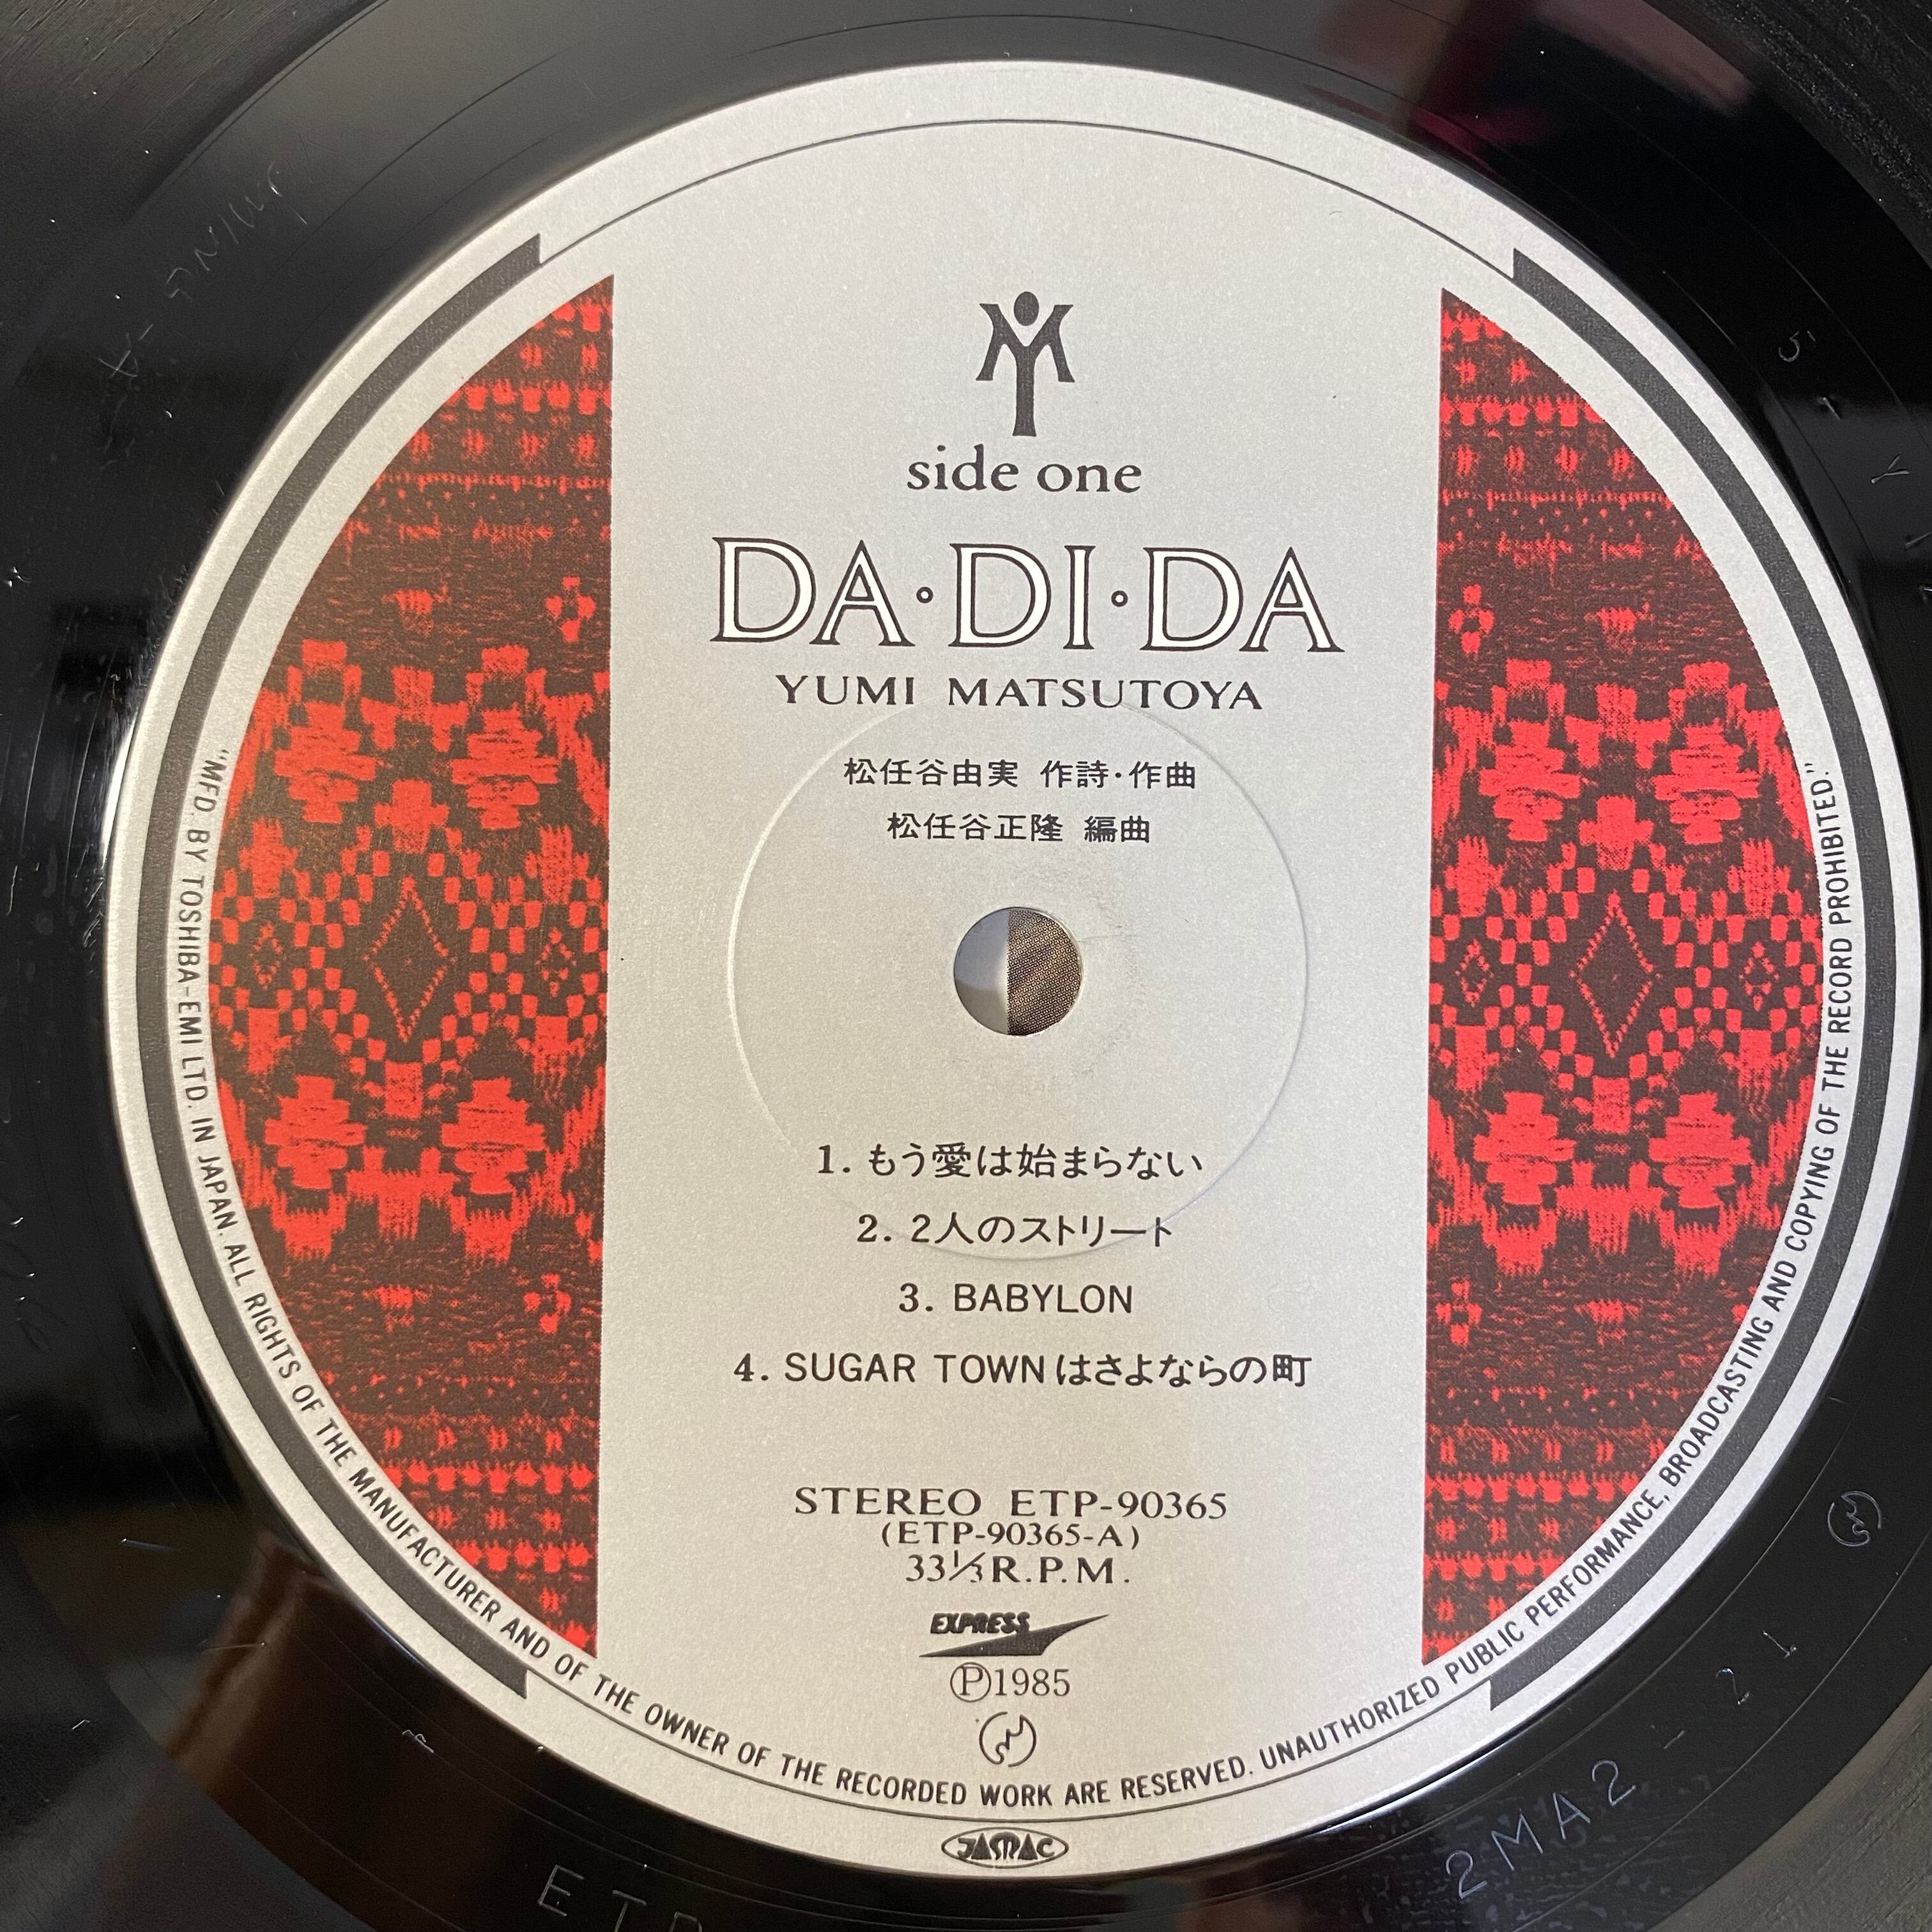 side one
DA·DI·DA
YUMI MATSUTOYA
松任谷由実 作詩·作曲
松任谷正隆 編曲
1. もう愛は始まらない
2. 2人のストリート
3. BABYLON
4. SUGAR TOWNはさよならの町
STEREO ETP-90365
(ETP-90365-A)
33⅓R.P.M.
EXPRESS
Ⓟ1985
"MFD. BY TOSHIBA-EMI LTD. IN JAPAN. ALL RIGHTS OF THE MANUFACTURER AND OF THE OWNER OF THE RECORDED WORK ARE RESERVED. UNAUTHORIZED PUBLIC PERFORMANCE, BROADCASTING AND COPYING OF THE RECORD PROHIBITED."
JASRAC
2MA2-21